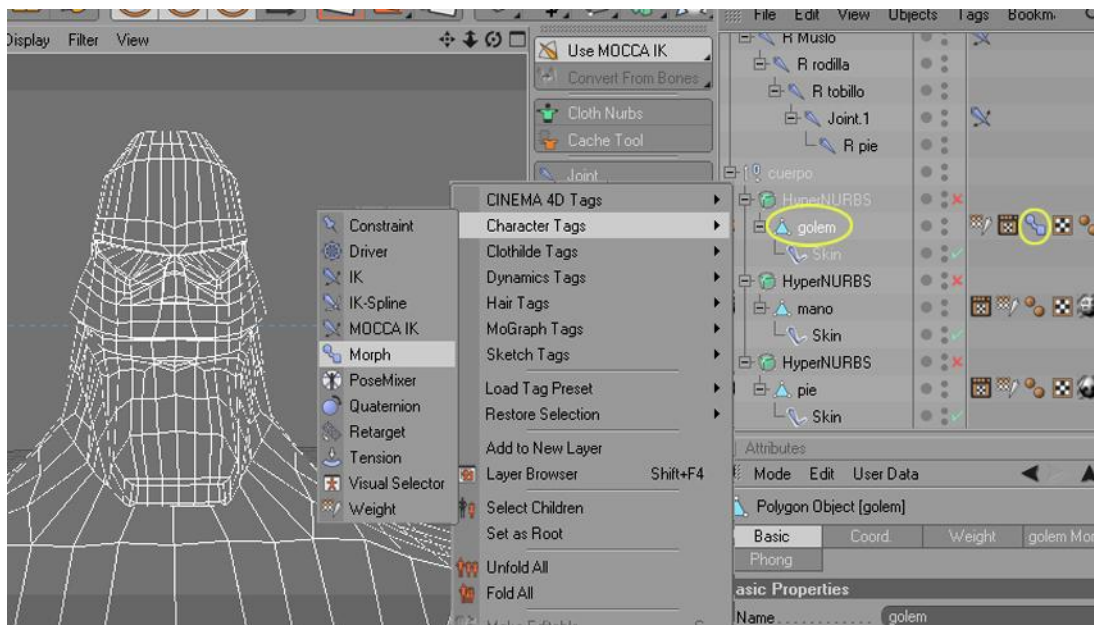 File Edit View Objects Tags Bookm.
Display Filter View
Use MOCCA IK
Convert From Bones
Cloth Nurbs
Cache Tool
Joint
R Muslo
R rodilla
R tobillo
Joint.1
R pie
cuerpo
HyperNURBS
golem
Skin
HyperNURBS
mano
Skin
HyperNURBS
pie
Skin
CINEMA 4D Tags
Character Tags
Clothilde Tags
Dynamics Tags
Hair Tags
MoGraph Tags
Sketch Tags
Load Tag Preset
Restore Selection
Add to New Layer
Layer Browser Shift+F4
Select Children
Set as Root
Unfold All
Fold All
Make Editable C
Constraint
Driver
IK
IK-Spline
MOCCA IK
Morph
PoseMixer
Quaternion
Retarget
Tension
Visual Selector
Weight
Attributes
Mode Edit User Data
Polygon Object [golem]
Basic Coord. Weight golem Mor
Phong
asic Properties
Name golem